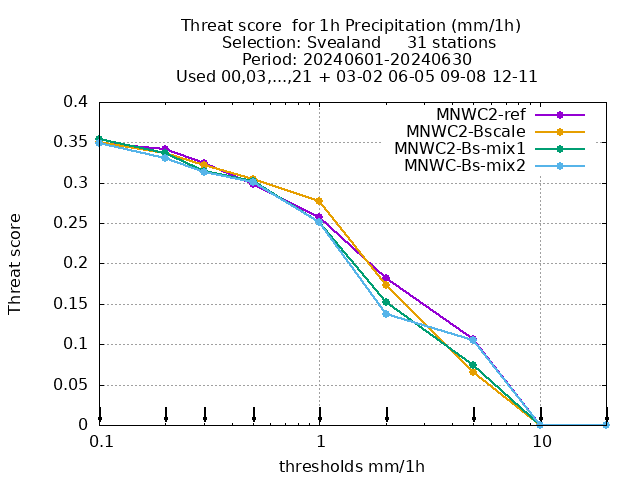 Threat score  for 1h Precipitation (mm/1h)
Selection: Svealand     31 stations
Period: 20240601-20240630
Used 00,03,...,21 + 03-02 06-05 09-08 12-11
MNWC2-ref
MNWC2-Bscale
MNWC2-Bs-mix1
MNWC-Bs-mix2
Threat score
0.4
0.35
0.3
0.25
0.2
0.15
0.1
0.05
0
0.1 1 10
thresholds mm/1h